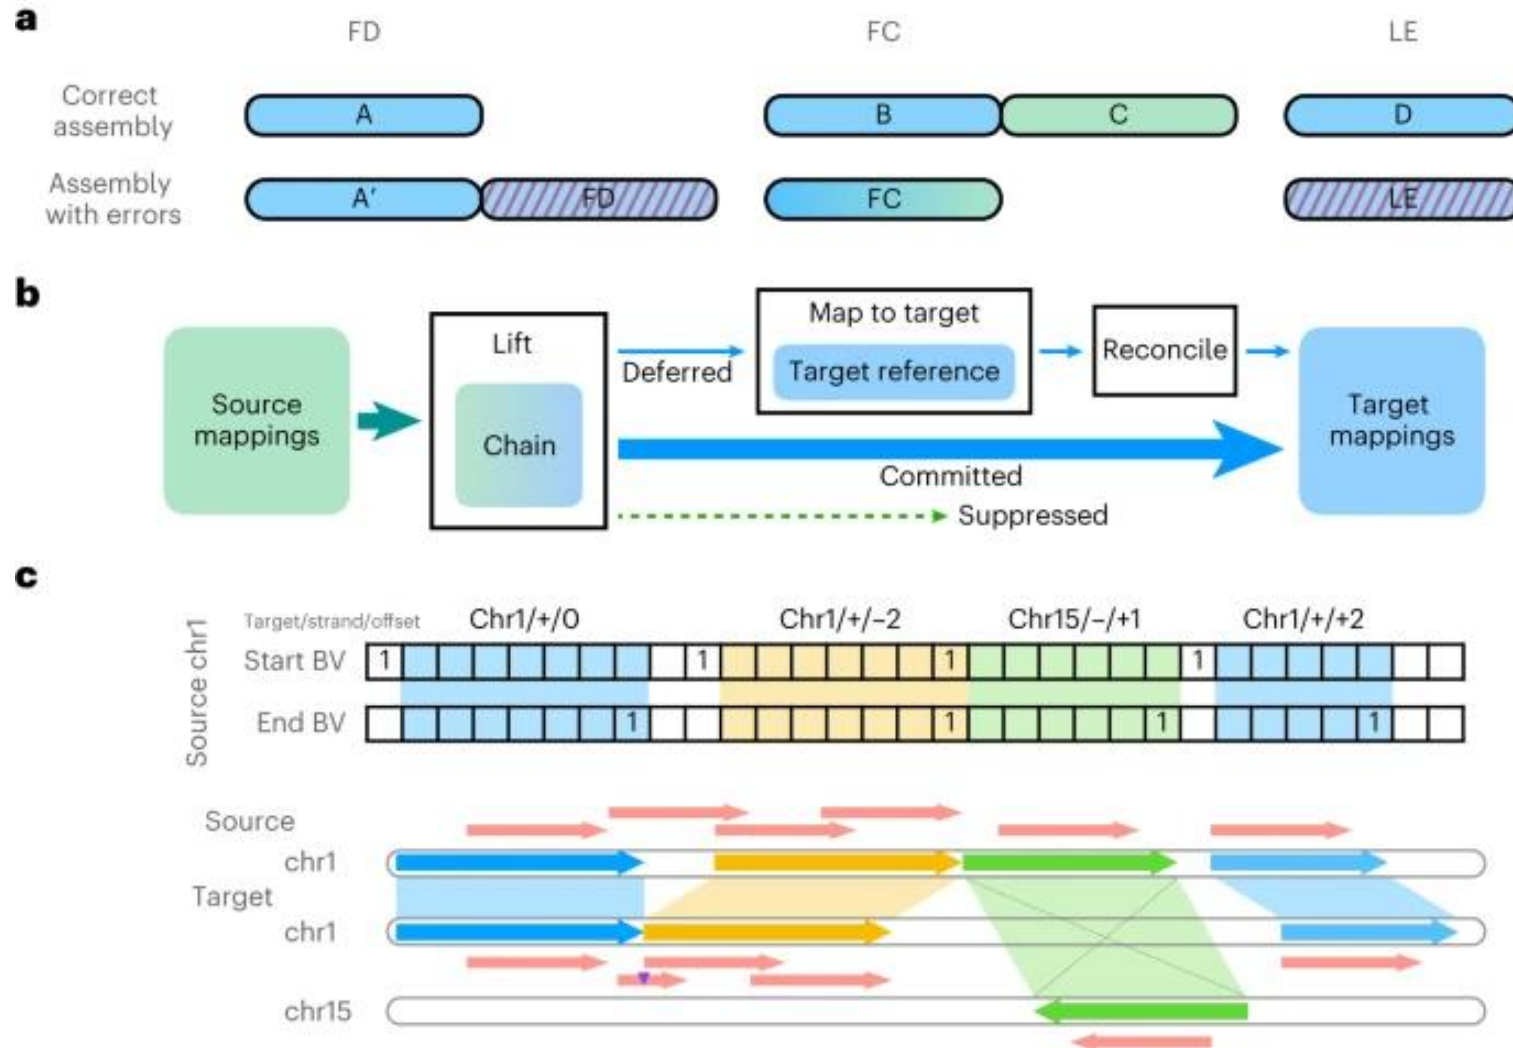 a
FD FC LE
Correct
assembly
A B C D
Assembly
with errors
A′ FD FC LE
b
Source
mappings
Lift
Chain
Deferred
Map to target
Target reference
Reconcile
Committed
Suppressed
Target
mappings
c
Source chr1
Target/strand/offset Chr1/+/0 Chr1/+/−2 Chr15/−/+1 Chr1/+/+2
Start BV 1 1 1 1
End BV 1 1 1 1
Source
chr1
Target
chr1
chr15